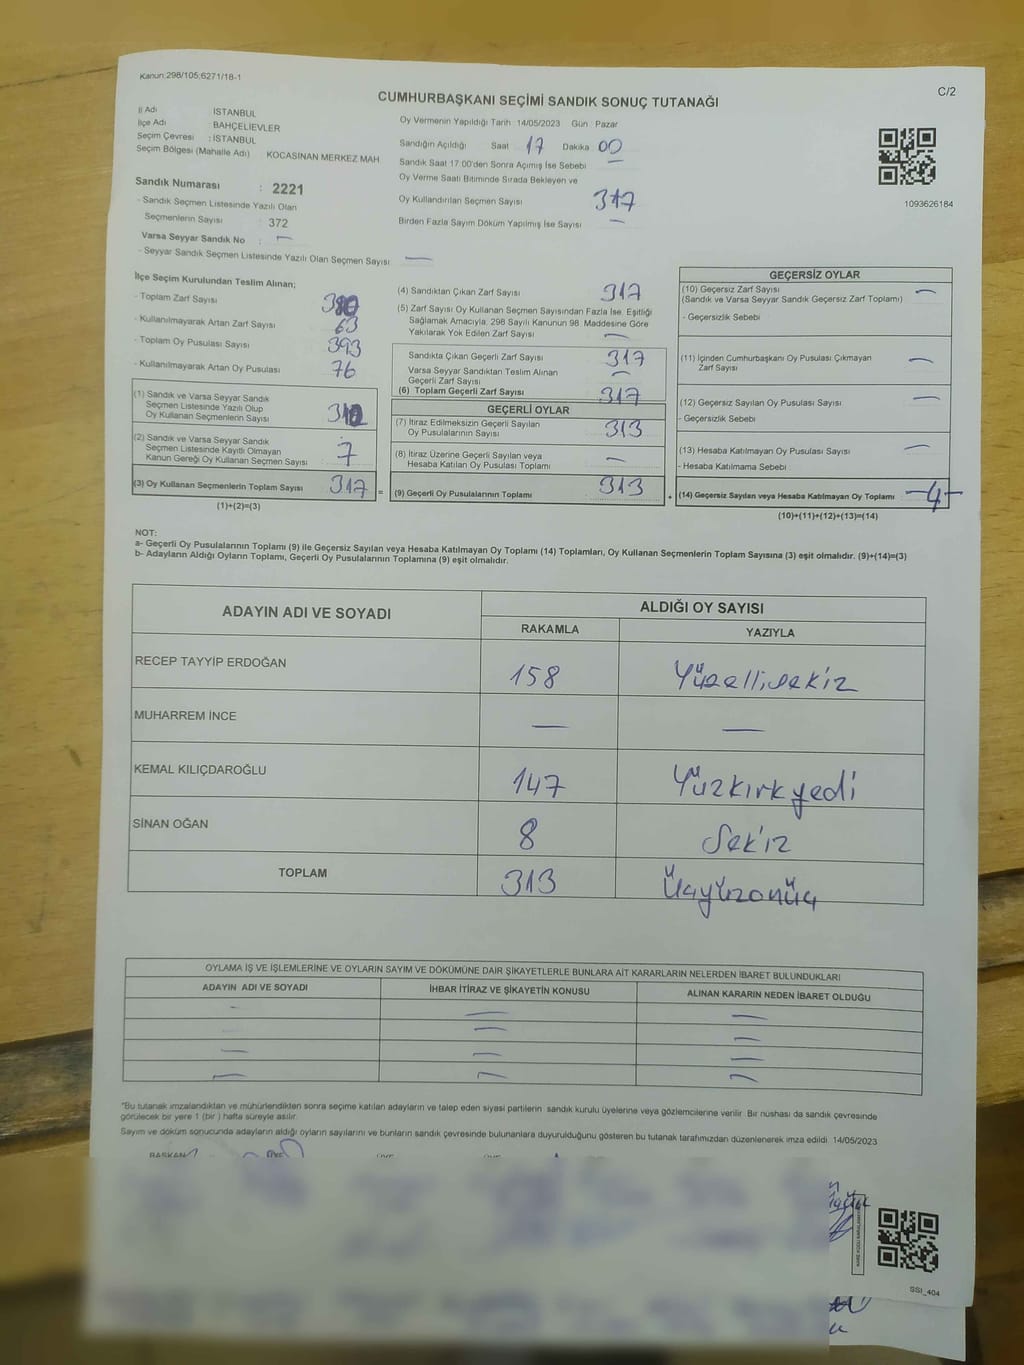 Kanun:298/105;6271/18-1
C/2
CUMHURBAŞKANI SEÇİMİ SANDIK SONUÇ TUTANAĞI
İl Adı İSTANBUL
İlçe Adı BAHÇELİEVLER
Seçim Çevresi : İSTANBUL
Seçim Bölgesi (Mahalle Adı) KOCASİNAN MERKEZ MAH
Sandık Numarası : 2221
- Sandık Seçmen Listesinde Yazılı Olan
Seçmenlerin Sayısı : 372
Varsa Seyyar Sandık No : —
- Seyyar Sandık Seçmen Listesinde Yazılı Olan Seçmen Sayısı —
Oy Vermenin Yapıldığı Tarih :14/05/2023 Gün Pazar
Sandığın Açıldığı Saat 17 Dakika 00
Sandık Saat 17:00'den Sonra Açımış İse Sebebi —
Oy Verme Saati Bitiminde Sırada Bekleyen ve
Oy Kullandırılan Seçmen Sayısı 317
Birden Fazla Sayım Döküm Yapılmış İse Sayısı —
1093626184
İlçe Seçim Kurulundan Teslim Alınan;
- Toplam Zarf Sayısı
- Kullanılmayarak Artan Zarf Sayısı 63
- Toplam Oy Pusulası Sayısı 393
- Kullanılmayarak Artan Oy Pusulası 76
(1) Sandık ve Varsa Seyyar Sandık
Seçmen Listesinde Yazılı Olup
Oy Kullanan Seçmenlerin Sayısı 310
(2) Sandık ve Varsa Seyyar Sandık
Seçmen Listesinde Kayıtlı Olmayan
Kanun Gereği Oy Kullanan Seçmen Sayısı 7
(3) Oy Kullanan Seçmenlerin Toplam Sayısı 317 =
(1)+(2)=(3)
(4) Sandıktan Çıkan Zarf Sayısı 317
(5) Zarf Sayısı Oy Kullanan Seçmen Sayısından Fazla İse, Eşitliği
Sağlamak Amacıyla, 298 Sayılı Kanunun 98. Maddesine Göre
Yakılarak Yok Edilen Zarf Sayısı —
Sandıkta Çıkan Geçerli Zarf Sayısı 317
Varsa Seyyar Sandıktan Teslim Alınan
Geçerli Zarf Sayısı —
(6) Toplam Geçerli Zarf Sayısı 317
GEÇERLİ OYLAR
(7) İtiraz Edilmeksizin Geçerli Sayılan
Oy Pusulalarının Sayısı 313
(8) İtiraz Üzerine Geçerli Sayılan veya
Hesaba Katılan Oy Pusulası Toplamı —
(9) Geçerli Oy Pusulalarının Toplamı 313 +
GEÇERSİZ OYLAR
(10) Geçersiz Zarf Sayısı —
(Sandık ve Varsa Seyyar Sandık Geçersiz Zarf Toplamı)
- Geçersizlik Sebebi
(11) İçinden Cumhurbaşkanı Oy Pusulası Çıkmayan
Zarf Sayısı —
(12) Geçersiz Sayılan Oy Pusulası Sayısı —
- Geçersizlik Sebebi
(13) Hesaba Katılmayan Oy Pusulası Sayısı —
- Hesaba Katılmama Sebebi
(14) Geçersiz Sayılan veya Hesaba Katılmayan Oy Toplamı —4—
(10)+(11)+(12)+(13)=(14)
NOT:
a- Geçerli Oy Pusulalarının Toplamı (9) ile Geçersiz Sayılan veya Hesaba Katılmayan Oy Toplamı (14) Toplamları, Oy Kullanan Seçmenlerin Toplam Sayısına (3) eşit olmalıdır. (9)+(14)=(3)
b- Adayların Aldığı Oyların Toplamı, Geçerli Oy Pusulalarının Toplamına (9) eşit olmalıdır.
ADAYIN ADI VE SOYADI ALDIĞI OY SAYISI
RAKAMLA YAZIYLA
RECEP TAYYİP ERDOĞAN 158 Yüzellisekiz
MUHARREM İNCE — —
KEMAL KILIÇDAROĞLU 147 Yüzkırkyedi
SİNAN OĞAN 8 Sekiz
TOPLAM 313 Üçyüzonüç
OYLAMA İŞ VE İŞLEMLERİNE VE OYLARIN SAYIM VE DÖKÜMÜNE DAİR ŞİKAYETLERLE BUNLARA AİT KARARLARIN NELERDEN İBARET BULUNDUKLARI
ADAYIN ADI VE SOYADI İHBAR İTİRAZ VE ŞİKAYETİN KONUSU ALINAN KARARIN NEDEN İBARET OLDUĞU
*Bu tutanak imzalandıktan ve mühürlendikten sonra seçime katılan adayların ve talep eden siyasi partilerin sandık kurulu üyelerine veya gözlemcilerine verilir. Bir nüshası da sandık çevresinde
görülecek bir yere 1 (bir ) hafta süreyle asılır.
Sayım ve döküm sonucunda adayların aldığı oyların sayılarını ve bunların sandık çevresinde bulunanlara duyurulduğunu gösteren bu tutanak tarafımızdan düzenlenerek imza edildi. 14/05/2023
BAŞKAN
SSI_404